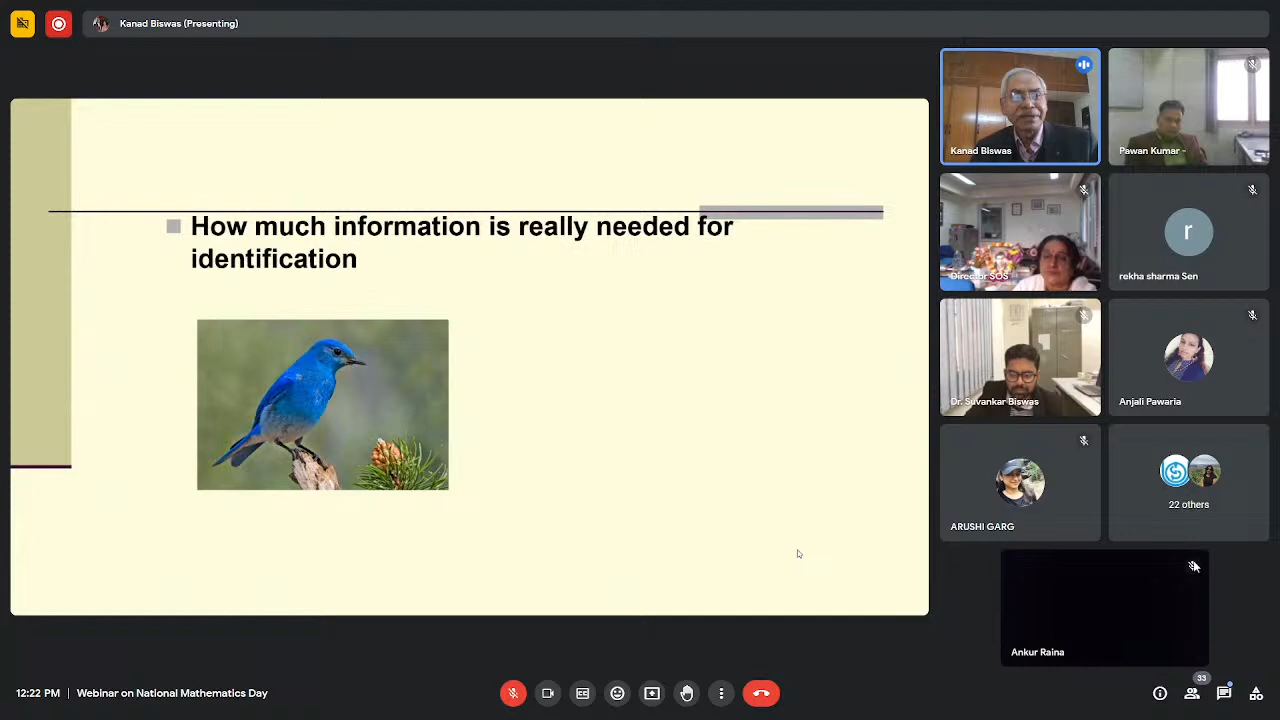 Kanad Biswas (Presenting)
How much information is really needed for
identification
Kanad Biswas
Pawan Kumar -
Director SOS
r
rekha sharma Sen
Dr. Suvankar Biswas
Anjali Pawaria
ARUSHI GARG
22 others
Ankur Raina
33
12:22 PM | Webinar on National Mathematics Day